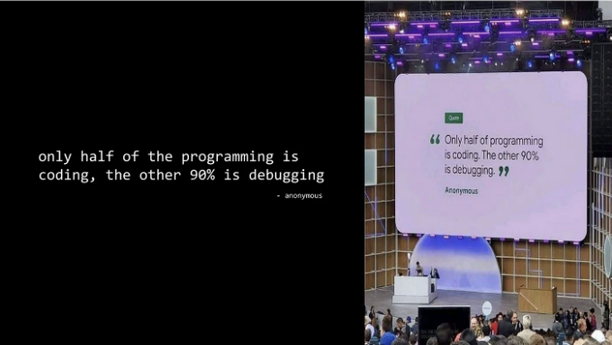 only half of the programming is
coding, the other 90% is debugging
- anonymous
Quote
“ Only half of programming
is coding. The other 90%
is debugging. ”
Anonymous